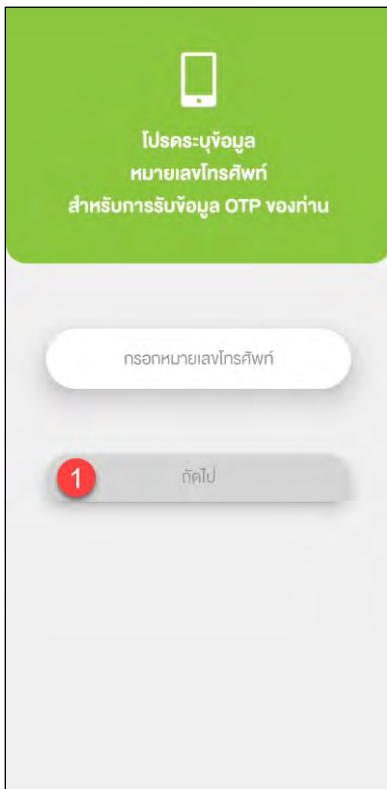 โปรดระบุข้อมูล
หมายเลขโทรศัพท์
สำหรับการรับข้อมูล OTP ของท่าน
กรอกหมายเลขโทรศัพท์
1
ถัดไป